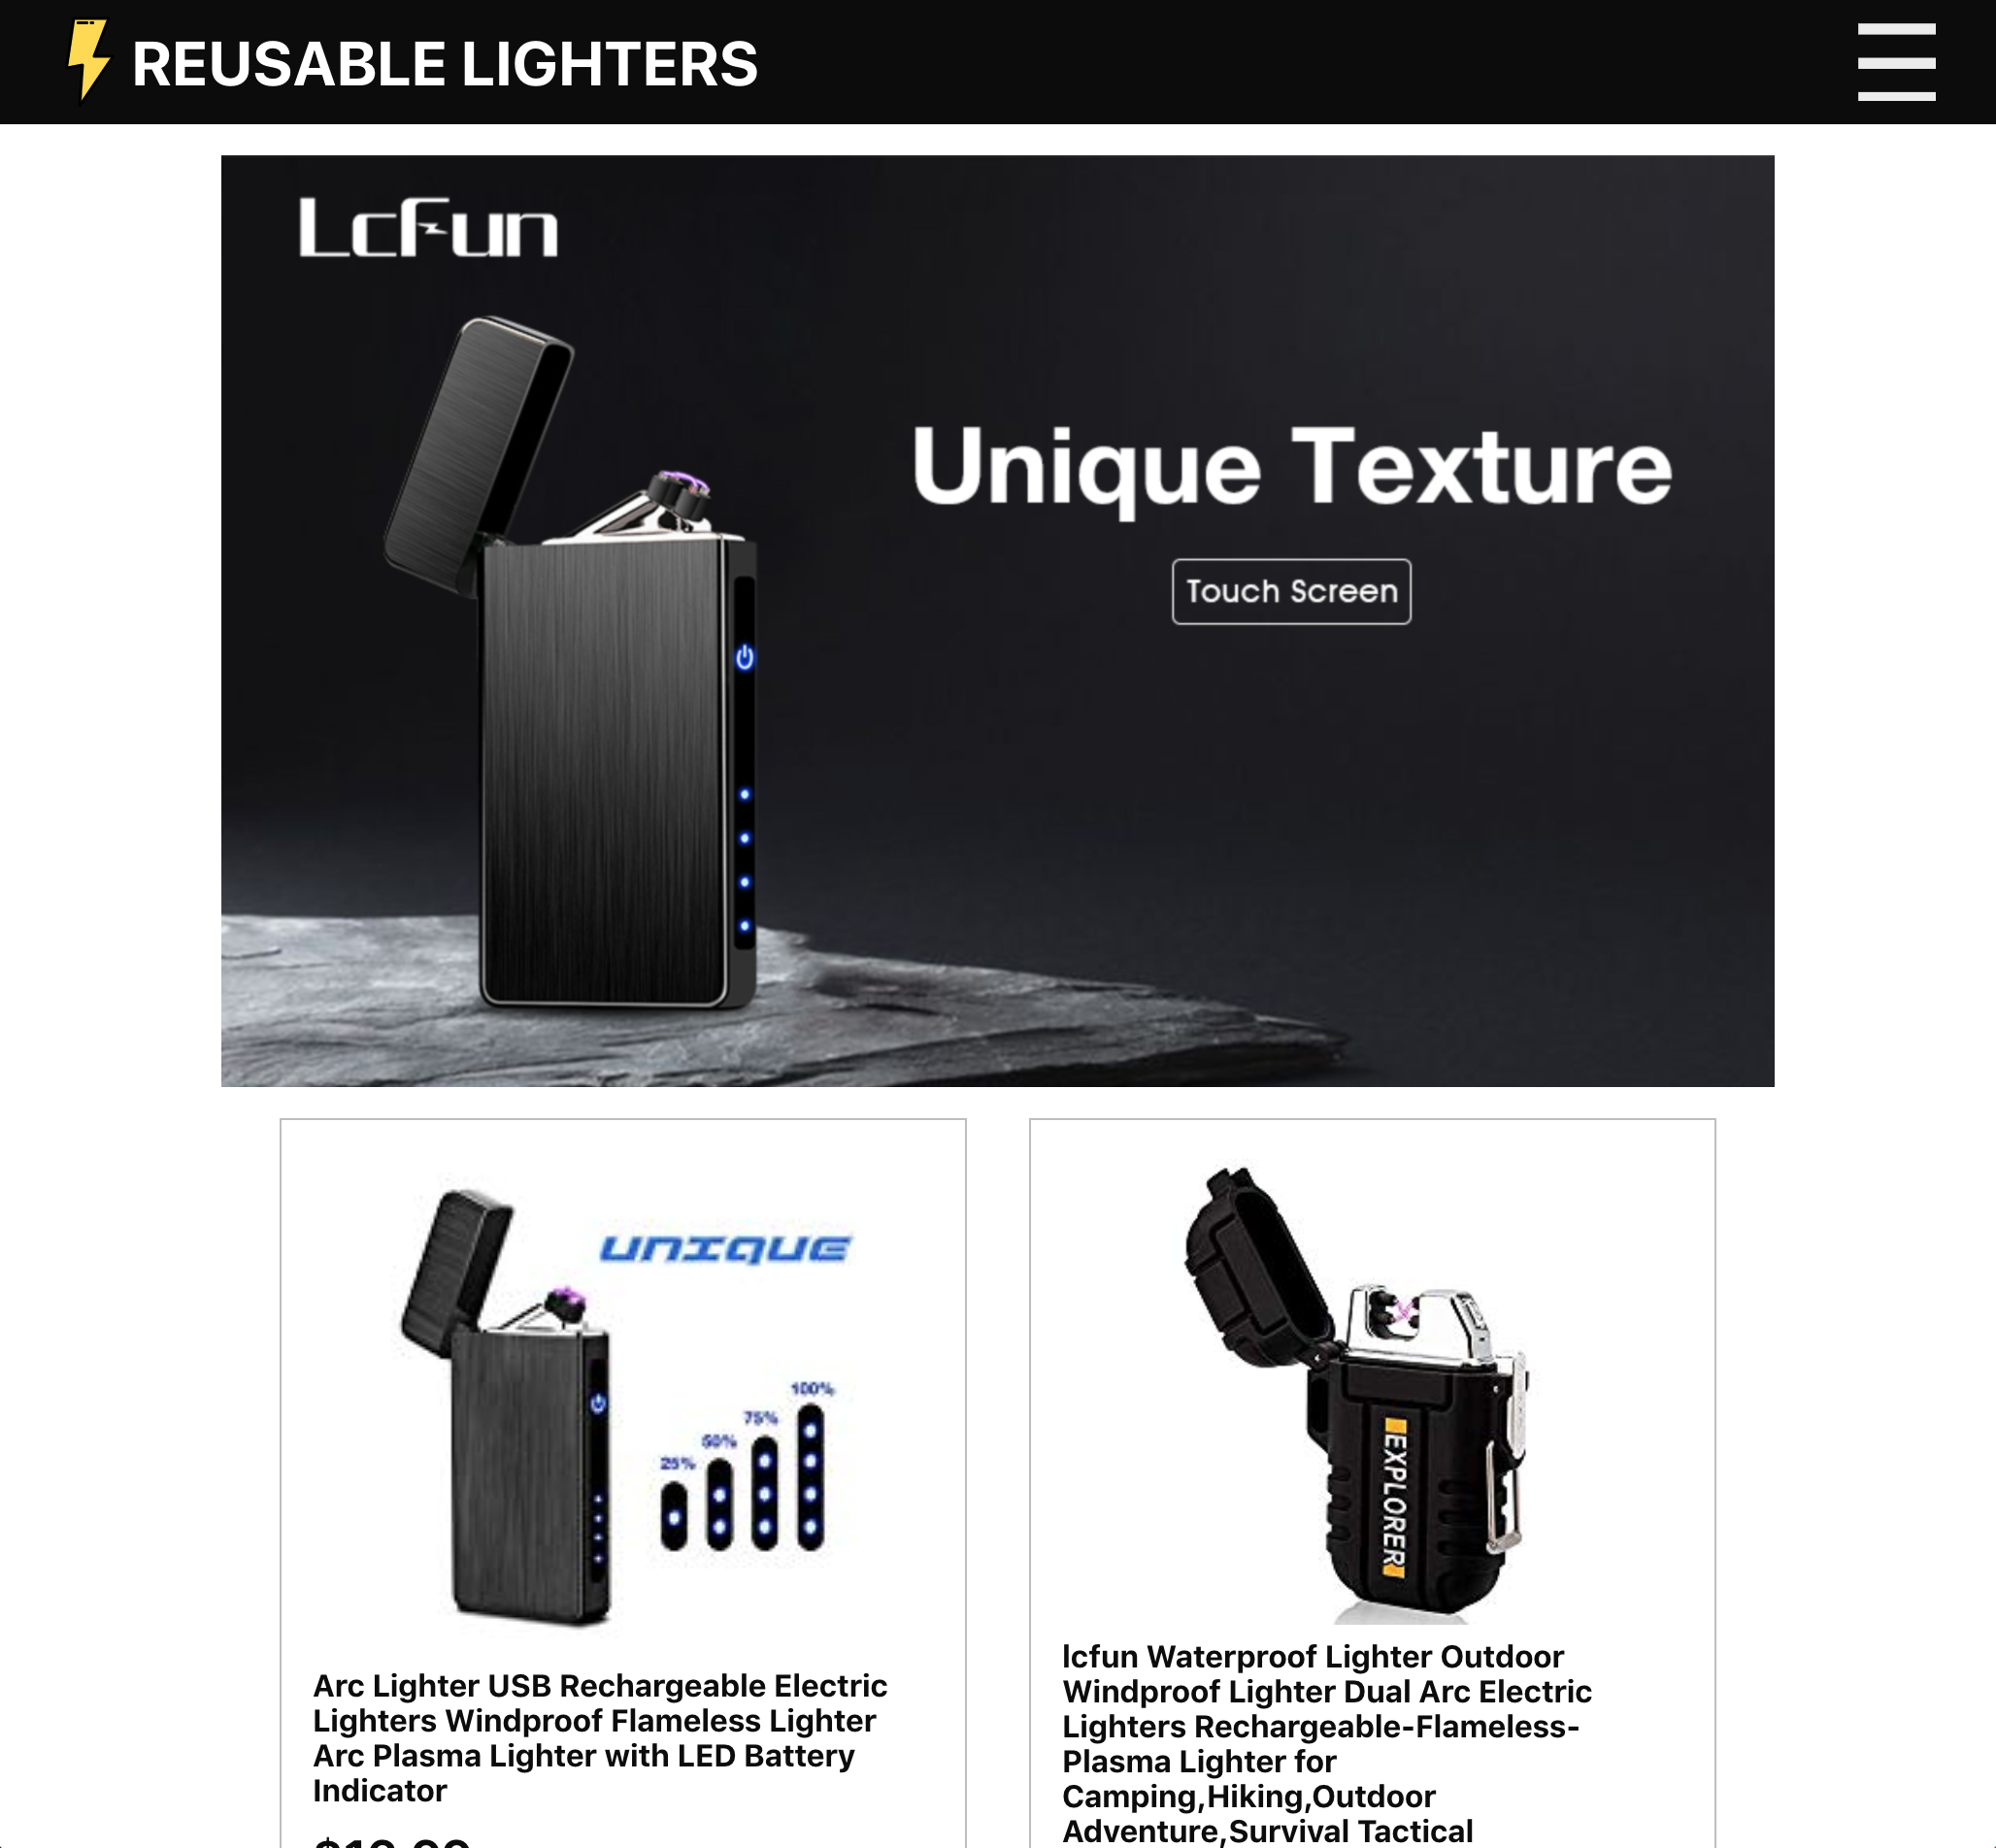 REUSABLE LIGHTERS
LcFun
Unique Texture
Touch Screen
UNIQUE
100%
75%
50%
25%
EXPLORER
Arc Lighter USB Rechargeable Electric
Lighters Windproof Flameless Lighter
Arc Plasma Lighter with LED Battery
Indicator
lcfun Waterproof Lighter Outdoor
Windproof Lighter Dual Arc Electric
Lighters Rechargeable-Flameless-
Plasma Lighter for
Camping,Hiking,Outdoor
Adventure,Survival Tactical